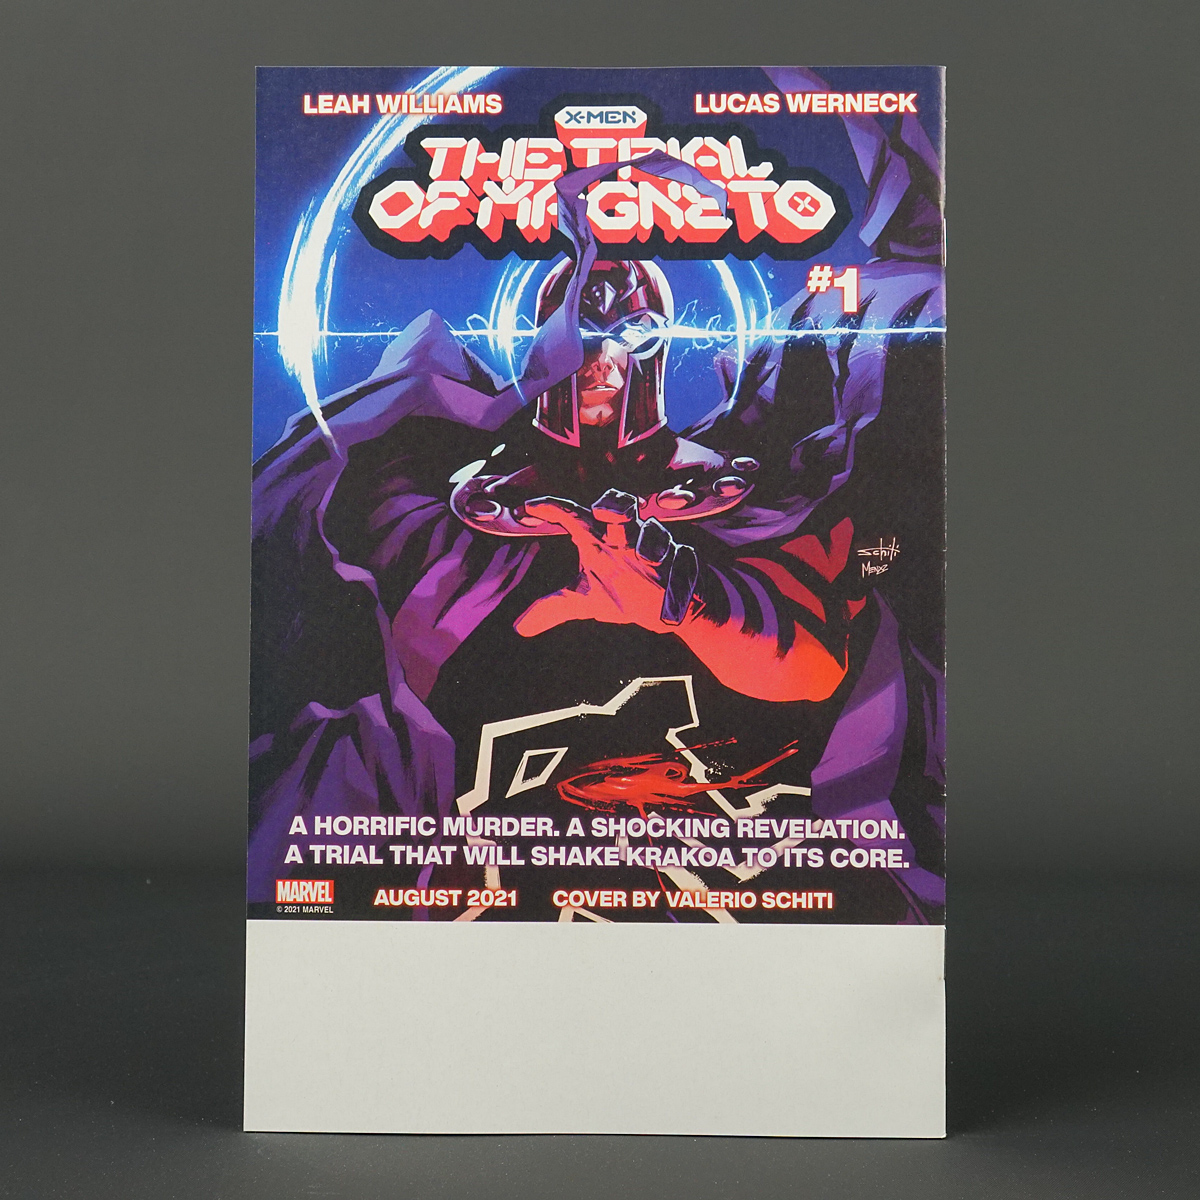 LEAH WILLIAMS LUCAS WERNECK
X-MEN
THE TRIAL
OF MAGNETO
#1
Schiti
Menyz
A HORRIFIC MURDER. A SHOCKING REVELATION.
A TRIAL THAT WILL SHAKE KRAKOA TO ITS CORE.
MARVEL
© 2021 MARVEL
AUGUST 2021 COVER BY VALERIO SCHITI